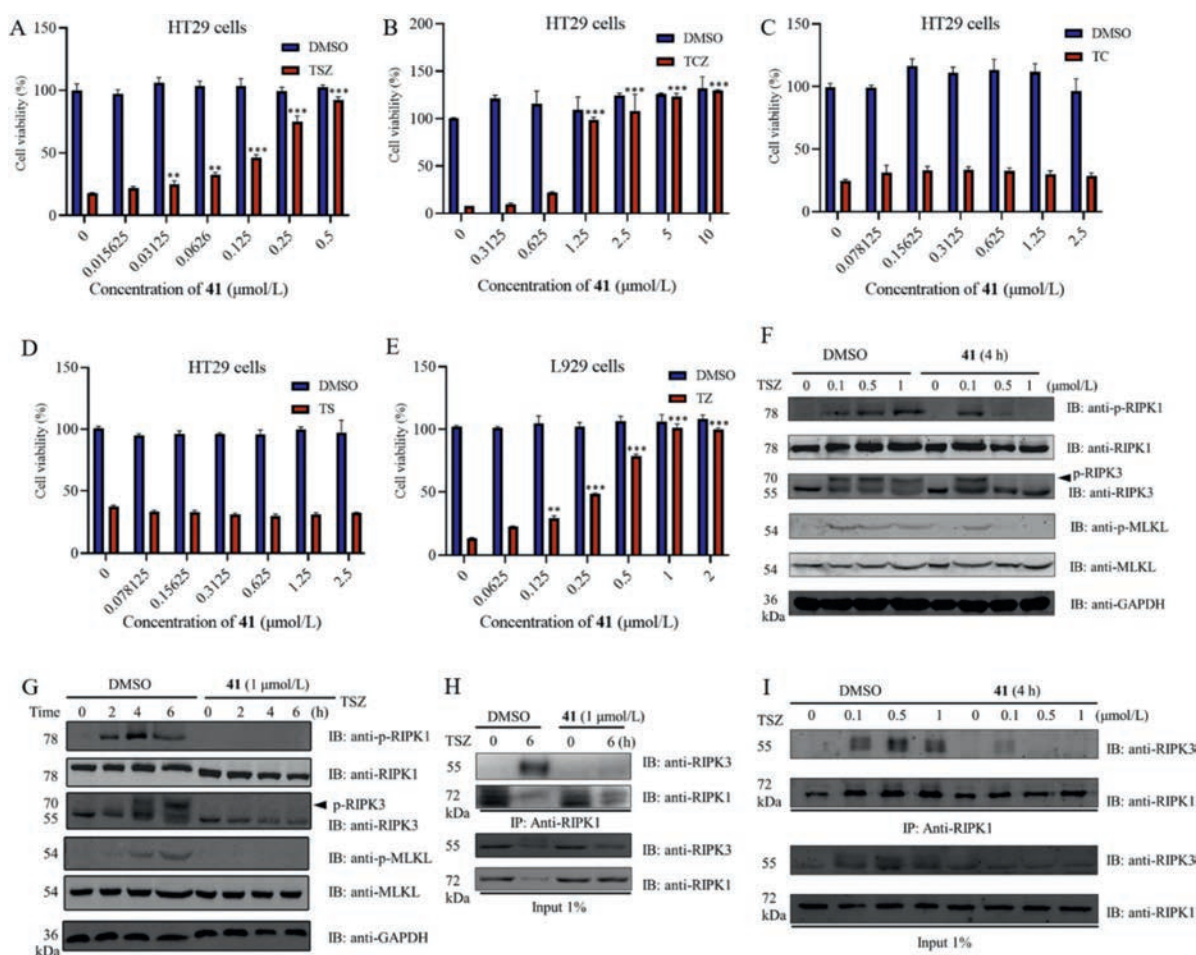 A
HT29 cells
DMSO
TSZ
Cell viability (%)
150
100
50
0
** ** *** *** ***
0 0.015625 0.03125 0.0626 0.125 0.25 0.5
Concentration of 41 (μmol/L)
B
HT29 cells
DMSO
TCZ
Cell viability (%)
200
150
100
50
0
*** *** *** ***
0 0.3125 0.625 1.25 2.5 5 10
Concentration of 41 (μmol/L)
C
HT29 cells
DMSO
TC
Cell viability (%)
150
100
50
0
0 0.078125 0.15625 0.3125 0.625 1.25 2.5
Concentration of 41 (μmol/L)
D
HT29 cells
DMSO
TS
Cell viability (%)
150
100
50
0
0 0.078125 0.15625 0.3125 0.625 1.25 2.5
Concentration of 41 (μmol/L)
E
L929 cells
DMSO
TZ
Cell viability (%)
150
100
50
0
** *** *** *** ***
0 0.0625 0.125 0.25 0.5 1 2
Concentration of 41 (μmol/L)
F
DMSO 41 (4 h)
TSZ 0 0.1 0.5 1 0 0.1 0.5 1 (μmol/L)
78 IB: anti-p-RIPK1
78 IB: anti-RIPK1
70 p-RIPK3
55 IB: anti-RIPK3
54 IB: anti-p-MLKL
54 IB: anti-MLKL
36 IB: anti-GAPDH
kDa
G
DMSO 41 (1 μmol/L)
TSZ
Time 0 2 4 6 0 2 4 6 (h)
78 IB: anti-p-RIPK1
78 IB: anti-RIPK1
70 p-RIPK3
55 IB: anti-RIPK3
54 IB: anti-p-MLKL
54 IB: anti-MLKL
36 IB: anti-GAPDH
kDa
H
DMSO 41 (1 μmol/L)
TSZ 0 6 0 6 (h)
55 IB: anti-RIPK3
72 IB: anti-RIPK1
kDa
IP: Anti-RIPK1
55 IB: anti-RIPK3
72 IB: anti-RIPK1
kDa
Input 1%
I
DMSO 41 (4 h)
TSZ 0 0.1 0.5 1 0 0.1 0.5 1 (μmol/L)
55 IB: anti-RIPK3
72 IB: anti-RIPK1
kDa
IP: Anti-RIPK1
55 IB: anti-RIPK3
72 IB: anti-RIPK1
kDa
Input 1%